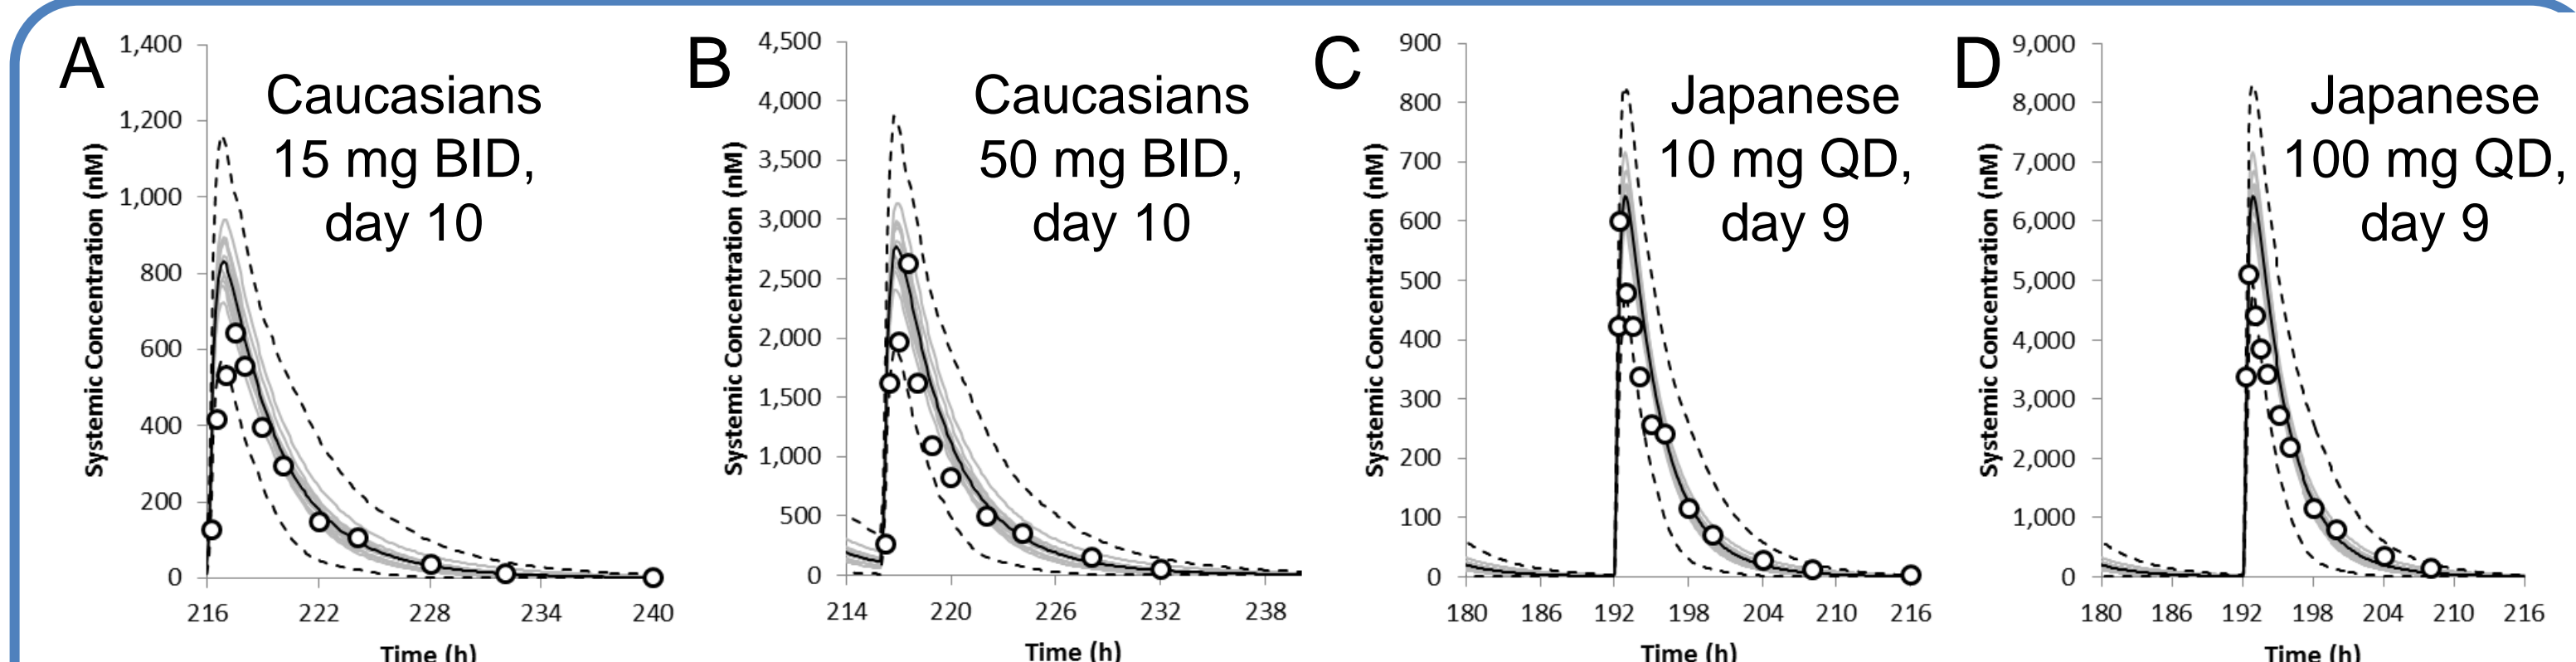 A
Caucasians
15 mg BID,
day 10
Systemic Concentration (nM)
1,400
1,200
1,000
800
600
400
200
0
216 222 228 234 240
Time (h)
B
Caucasians
50 mg BID,
day 10
Systemic Concentration (nM)
4,500
4,000
3,500
3,000
2,500
2,000
1,500
1,000
500
0
214 220 226 232 238
Time (h)
C
Japanese
10 mg QD,
day 9
Systemic Concentration (nM)
900
800
700
600
500
400
300
200
100
0
180 186 192 198 204 210 216
Time (h)
D
Japanese
100 mg QD,
day 9
Systemic Concentration (nM)
9,000
8,000
7,000
6,000
5,000
4,000
3,000
2,000
1,000
0
180 186 192 198 204 210 216
Time (h)